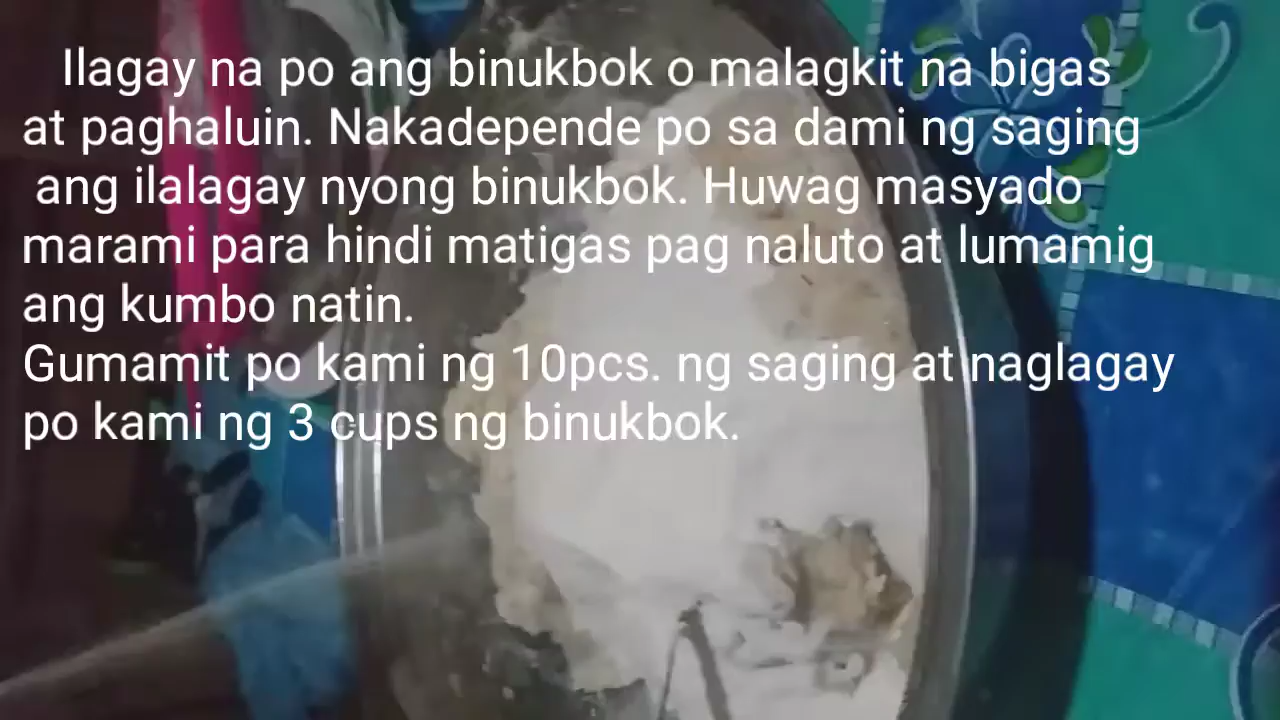 Ilagay na po ang binukbok o malagkit na bigas
at paghaluin. Nakadepende po sa dami ng saging
ang ilalagay nyong binukbok. Huwag masyado
marami para hindi matigas pag naluto at lumamig
ang kumbo natin.
Gumamit po kami ng 10pcs. ng saging at naglagay
po kami ng 3 cups ng binukbok.